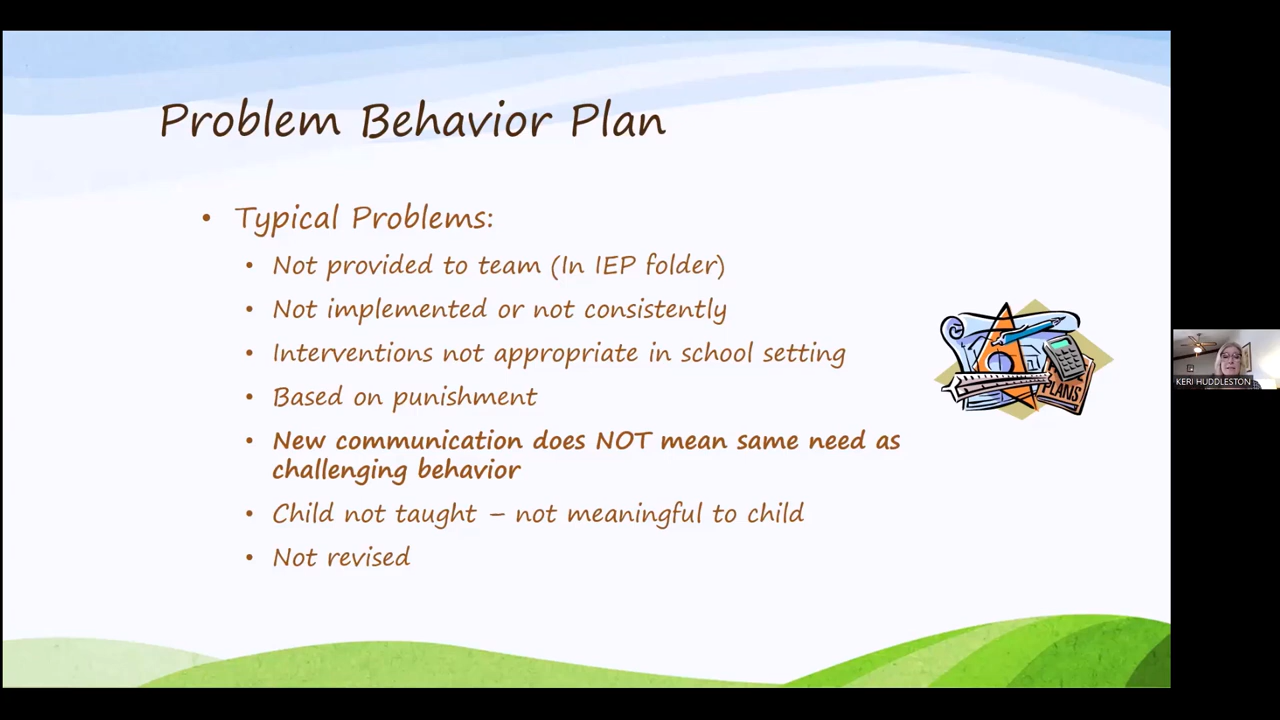 Problem Behavior Plan
• Typical Problems:
• Not provided to team (In IEP folder)
• Not implemented or not consistently
• Interventions not appropriate in school setting
• Based on punishment
• New communication does NOT mean same need as
challenging behavior
• Child not taught – not meaningful to child
• Not revised
PLANS
KERI HUDDLESTON